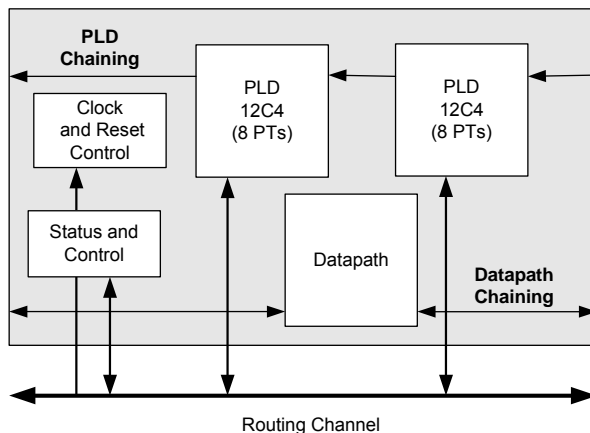 PLD
Chaining
PLD
12C4
(8 PTs)
PLD
12C4
(8 PTs)
Clock
and Reset
Control
Status and
Control
Datapath
Datapath
Chaining
Routing Channel